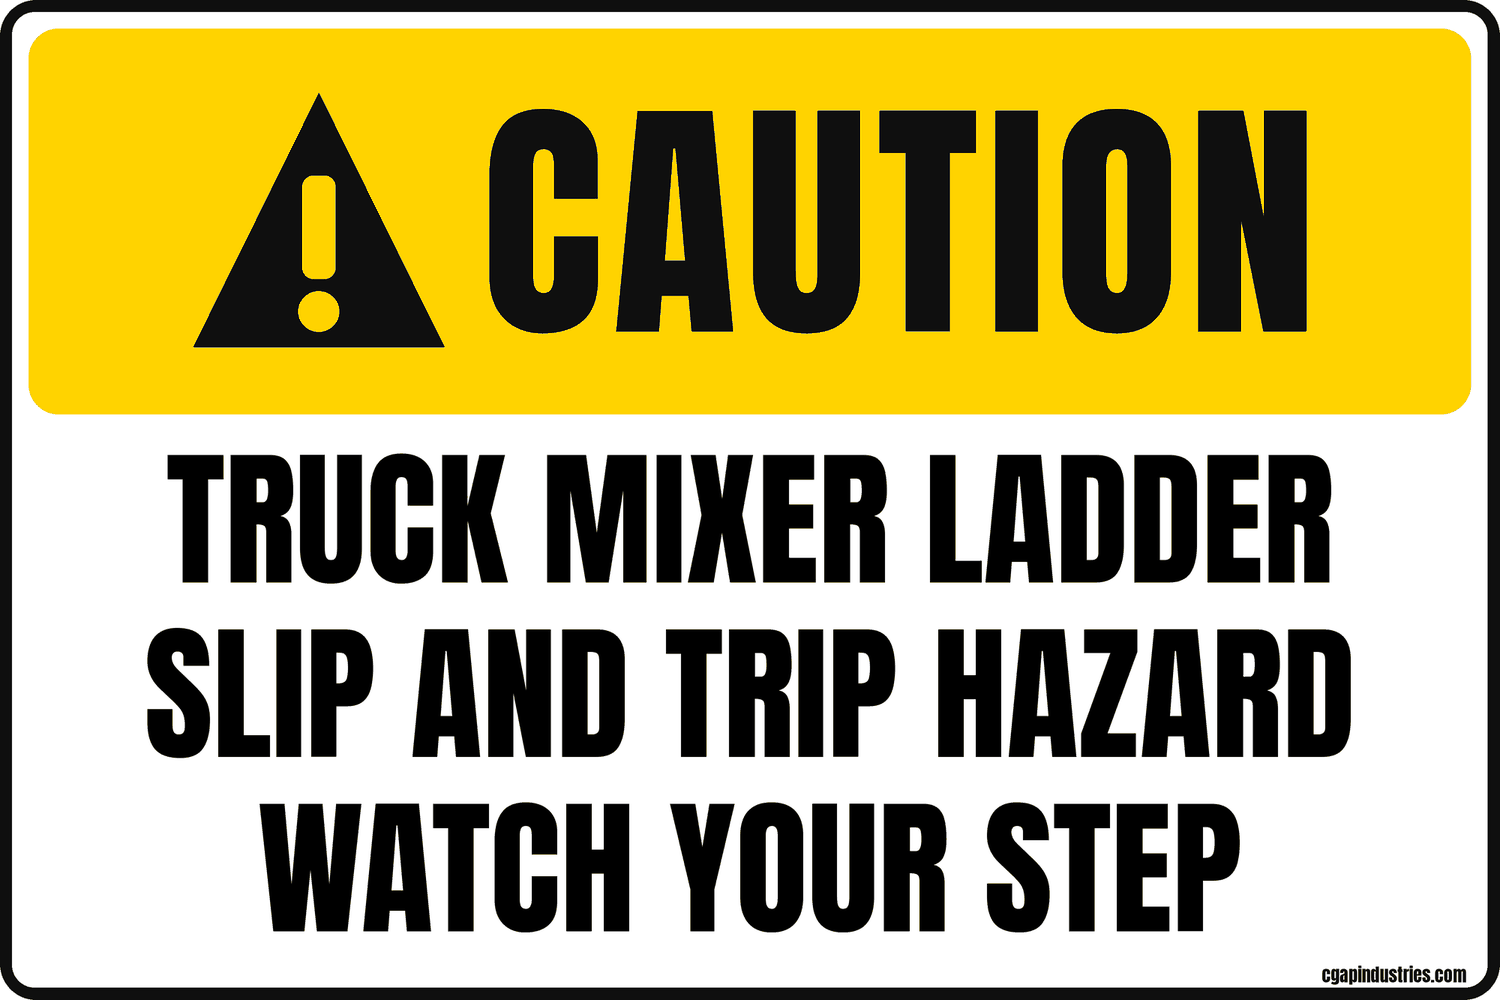 CAUTION
TRUCK MIXER LADDER
SLIP AND TRIP HAZARD
WATCH YOUR STEP
cgapindustries.com